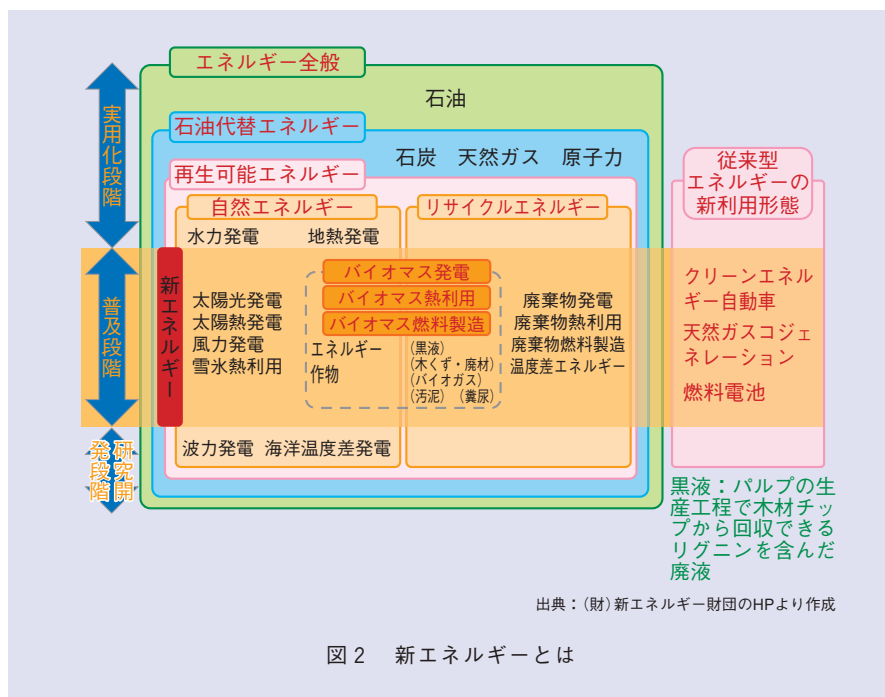 エネルギー全般
石油
石油代替エネルギー
石炭 天然ガス 原子力
再生可能エネルギー
自然エネルギー
リサイクルエネルギー
水力発電 地熱発電
実用化段階
普及段階
研究開
発段階
新エネルギー
太陽光発電
太陽熱発電
風力発電
雪氷熱利用
バイオマス発電
バイオマス熱利用
バイオマス燃料製造
エネルギー
作物
(黒液)
(木くず・廃材)
(バイオガス)
(汚泥) (糞尿)
廃棄物発電
廃棄物熱利用
廃棄物燃料製造
温度差エネルギー
波力発電 海洋温度差発電
従来型
エネルギーの
新利用形態
クリーンエネル
ギー自動車
天然ガスコジェ
ネレーション
燃料電池
黒液：パルプの生
産工程で木材チッ
プから回収できる
リグニンを含んだ
廃液
出典：(財)新エネルギー財団のHPより作成
図2 新エネルギーとは